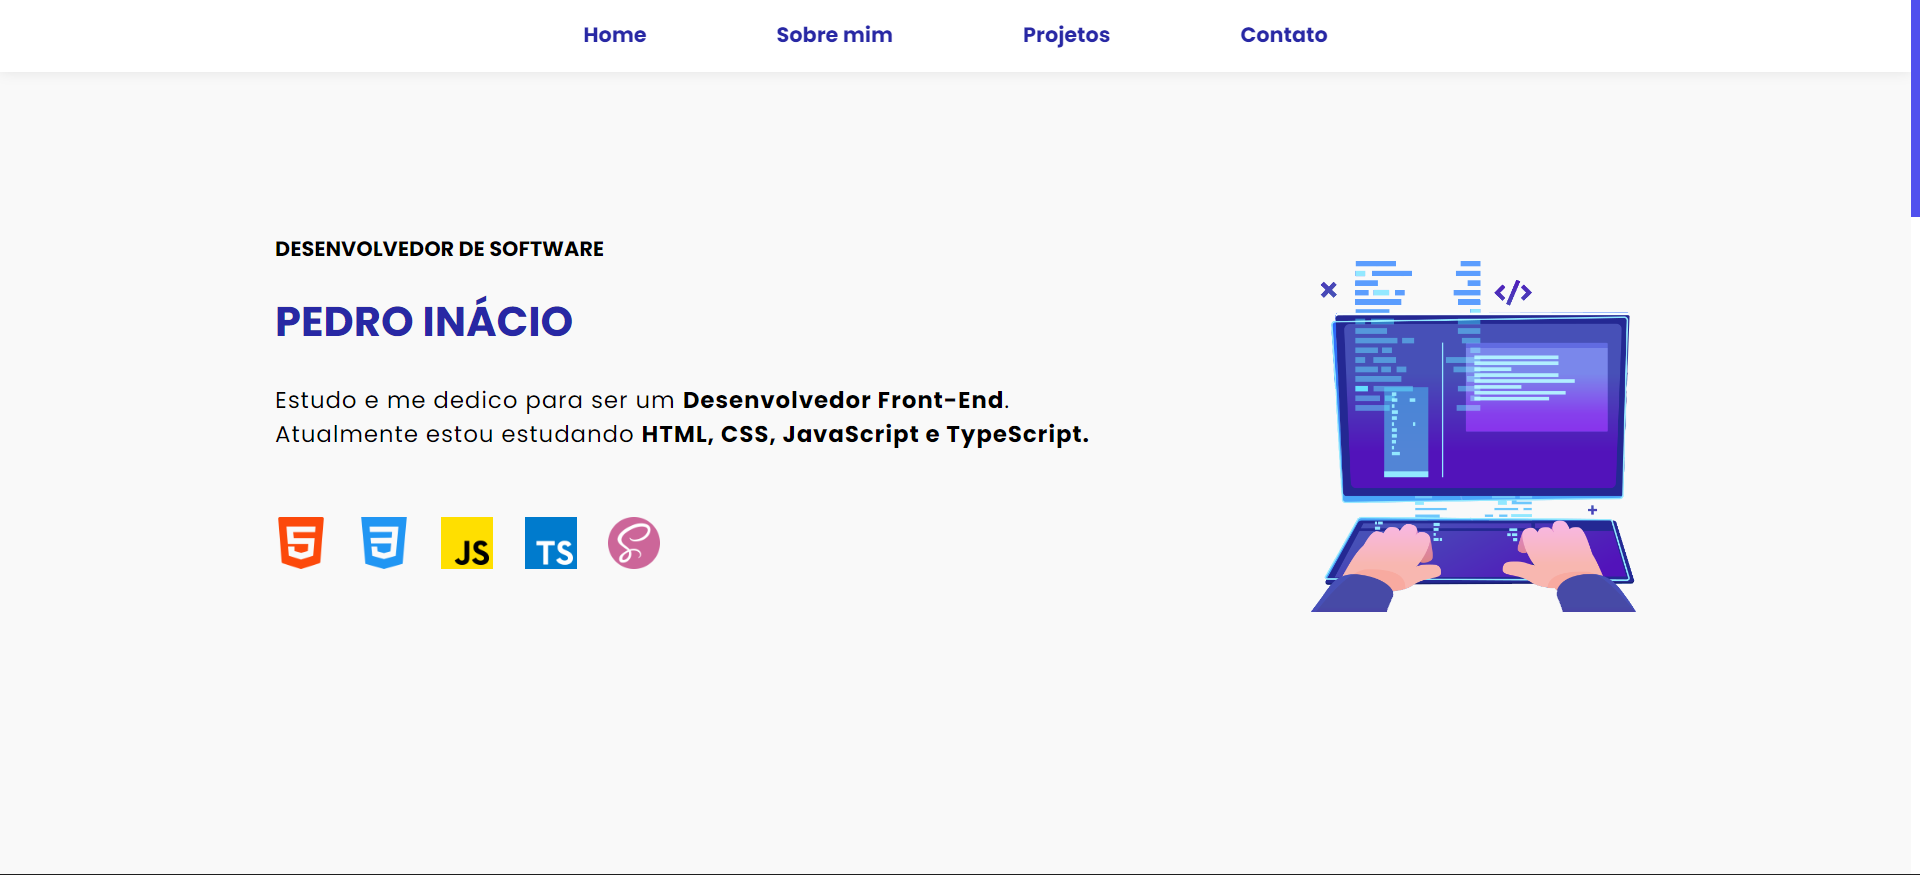 Home Sobre mim Projetos Contato
DESENVOLVEDOR DE SOFTWARE
PEDRO INÁCIO
Estudo e me dedico para ser um Desenvolvedor Front-End.
Atualmente estou estudando HTML, CSS, JavaScript e TypeScript.
5 3 JS TS S